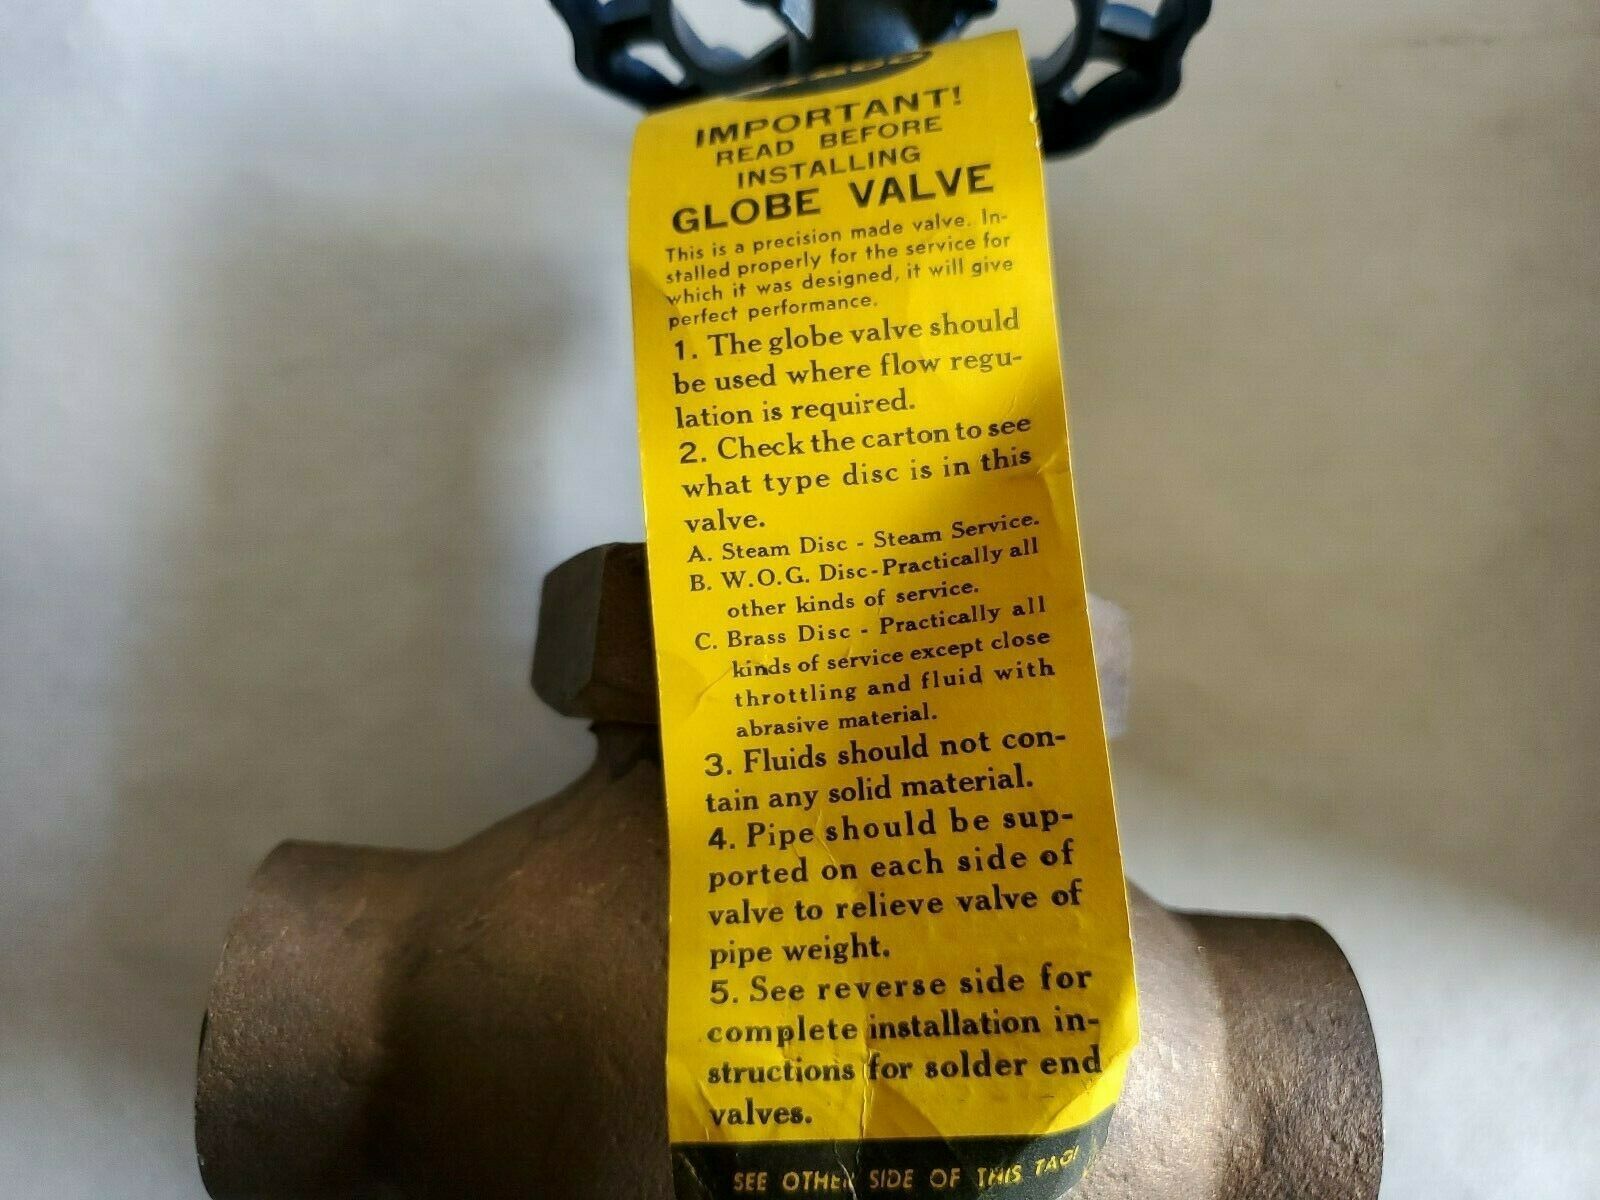 IMPORTANT!
READ BEFORE
INSTALLING
GLOBE VALVE
This is a precision made valve. In-
stalled properly for the service for
which it was designed, it will give
perfect performance.
1. The globe valve should
be used where flow regu-
lation is required.
2. Check the carton to see
what type disc is in this
valve.
A. Steam Disc - Steam Service.
B. W.O.G. Disc-Practically all
other kinds of service.
C. Brass Disc - Practically all
kinds of service except close
throttling and fluid with
abrasive material.
3. Fluids should not con-
tain any solid material.
4. Pipe should be sup-
ported on each side of
valve to relieve valve of
pipe weight.
5. See reverse side for
complete installation in-
structions for solder end
valves.
SEE OTHER SIDE OF THIS TAG!